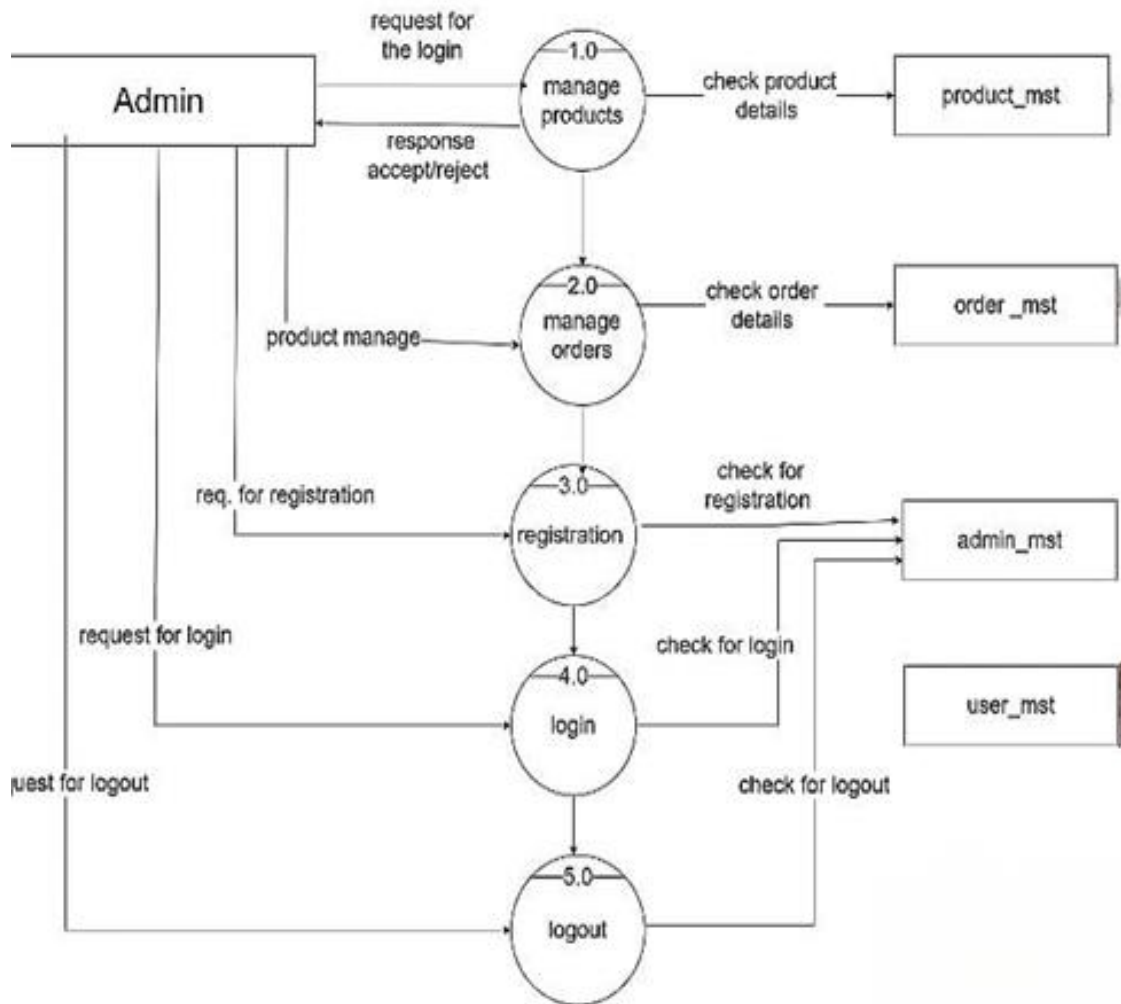 request for
the login
Admin
1.0
manage
products
check product
details
product_mst
response
accept/reject
2.0
manage
orders
check order
details
order _mst
product manage
3.0
registration
req. for registration
check for
registration
admin_mst
request for login
check for login
4.0
login
user_mst
uest for logout
check for logout
5.0
logout